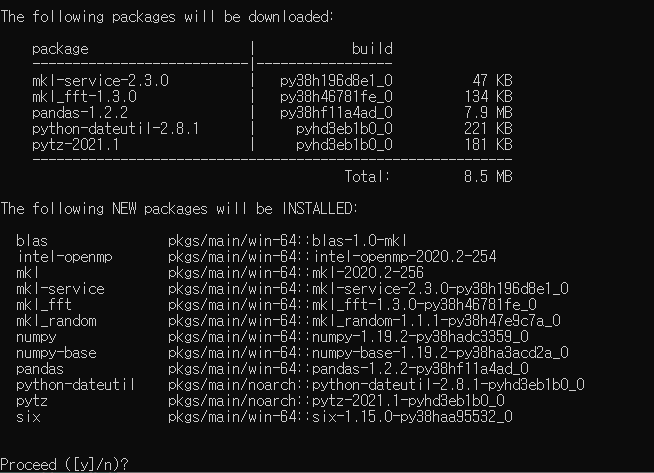 The following packages will be downloaded:
package | build
---------------------------|-----------------
mkl-service-2.3.0 | py38h196d8e1_0 47 KB
mkl_fft-1.3.0 | py38h46781fe_0 134 KB
pandas-1.2.2 | py38hf11a4ad_0 7.9 MB
python-dateutil-2.8.1 | pyhd3eb1b0_0 221 KB
pytz-2021.1 | pyhd3eb1b0_0 181 KB
------------------------------------------------------------
Total: 8.5 MB
The following NEW packages will be INSTALLED:
blas pkgs/main/win-64::blas-1.0-mkl
intel-openmp pkgs/main/win-64::intel-openmp-2020.2-254
mkl pkgs/main/win-64::mkl-2020.2-256
mkl-service pkgs/main/win-64::mkl-service-2.3.0-py38h196d8e1_0
mkl_fft pkgs/main/win-64::mkl_fft-1.3.0-py38h46781fe_0
mkl_random pkgs/main/win-64::mkl_random-1.1.1-py38h47e9c7a_0
numpy pkgs/main/win-64::numpy-1.19.2-py38hadc3359_0
numpy-base pkgs/main/win-64::numpy-base-1.19.2-py38ha3acd2a_0
pandas pkgs/main/win-64::pandas-1.2.2-py38hf11a4ad_0
python-dateutil pkgs/main/noarch::python-dateutil-2.8.1-pyhd3eb1b0_0
pytz pkgs/main/noarch::pytz-2021.1-pyhd3eb1b0_0
six pkgs/main/win-64::six-1.15.0-py38haa95532_0
Proceed ([y]/n)?